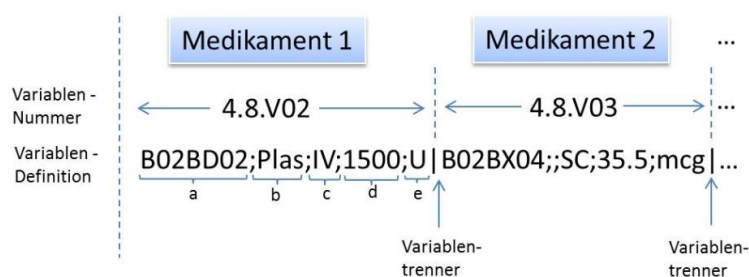 Medikament 1 Medikament 2 ...
Variablen -
Nummer
4.8.V02 4.8.V03 ...
Variablen -
Definition
B02BD02;Plas;IV;1500;U|B02BX04;;SC;35.5;mcg|...
a b c d e
Variablen-
trenner
Variablen-
trenner